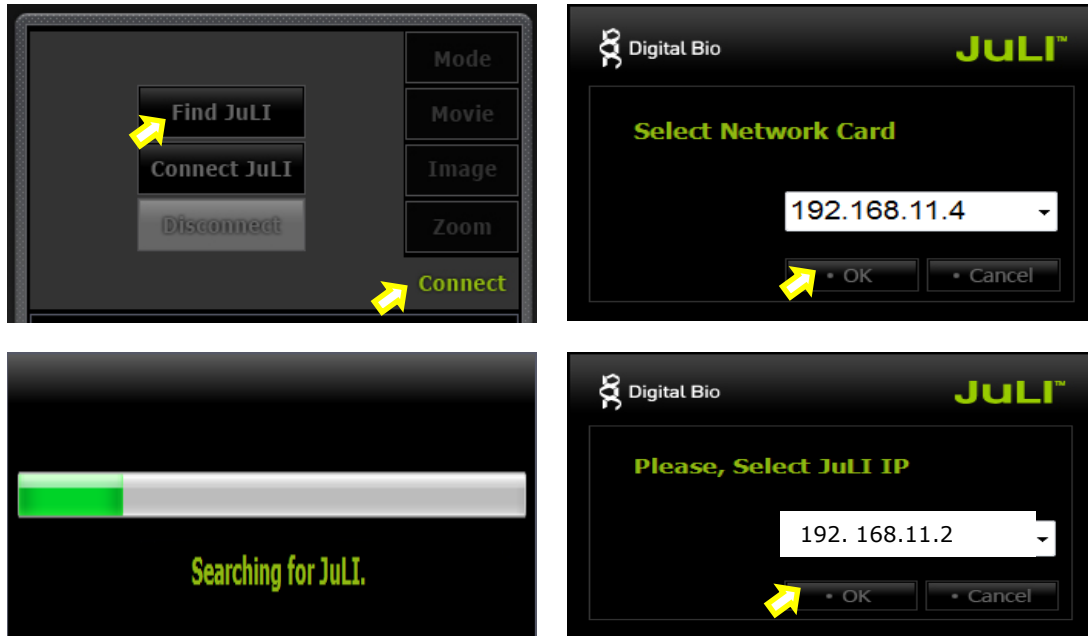 Mode
Find JuLI
Movie
Connect JuLI
Image
Disconnect
Zoom
Connect
Digital Bio
JuLI™
Select Network Card
192.168.11.4
• OK
• Cancel
Searching for JuLI.
Digital Bio
JuLI™
Please, Select JuLI IP
192. 168.11.2
• OK
• Cancel